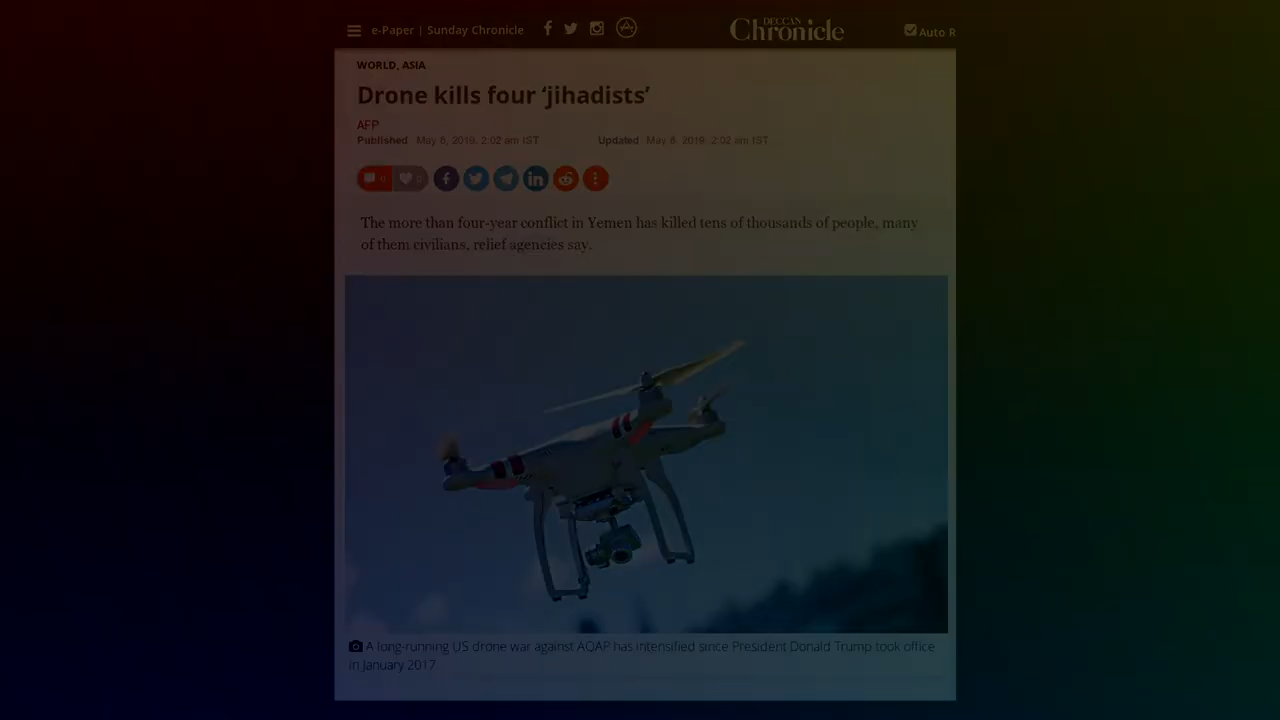 e-Paper | Sunday Chronicle
DECCAN
Chronicle
Auto R
WORLD, ASIA
Drone kills four ‘jihadists’
AFP
Published May 6, 2019, 2:02 am IST
Updated May 6, 2019, 2:02 am IST
0
0
The more than four-year conflict in Yemen has killed tens of thousands of people, many
of them civilians, relief agencies say.
A long-running US drone war against AQAP has intensified since President Donald Trump took office
in January 2017